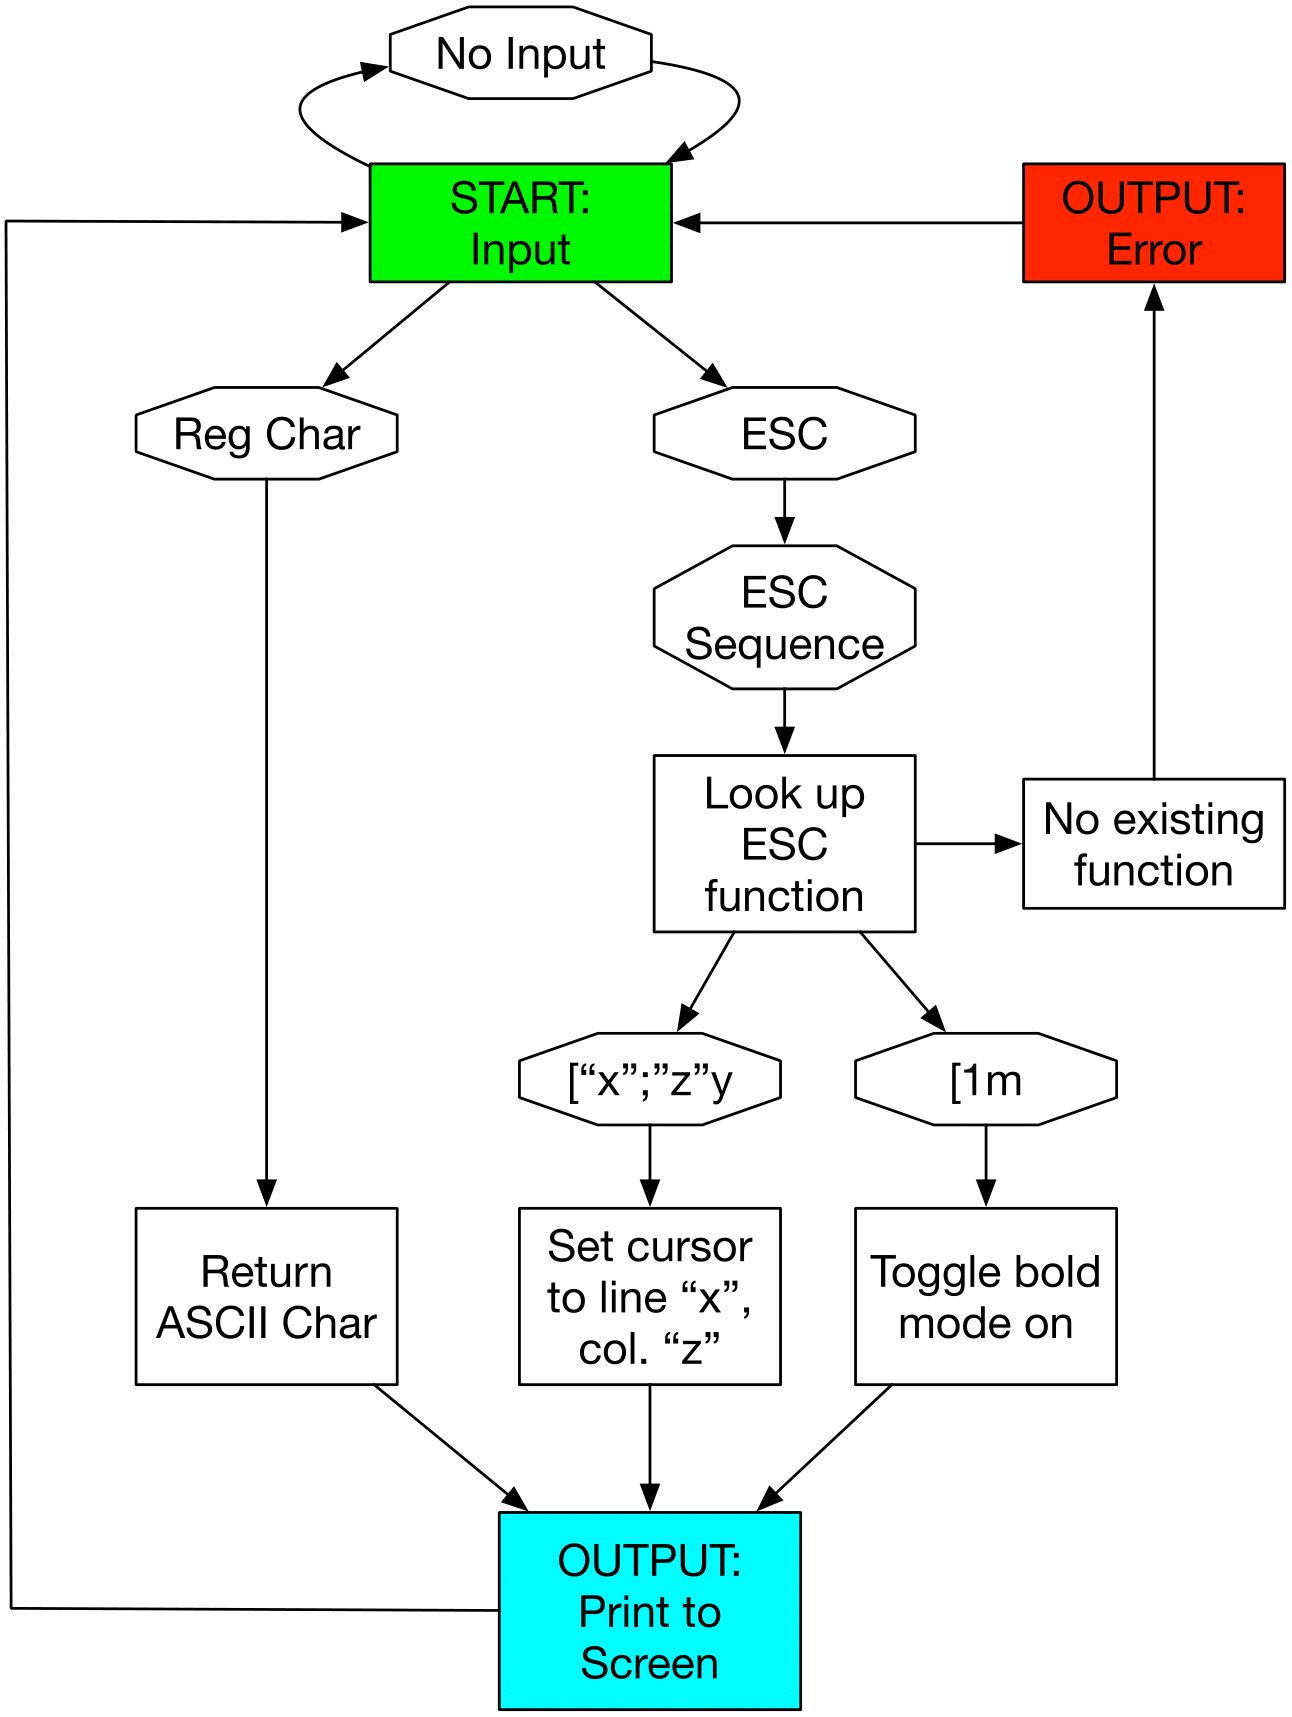 No Input
START:
Input
OUTPUT:
Error
Reg Char
ESC
ESC
Sequence
Look up
ESC
function
No existing
function
[“x”;”z”y
[1m
Return
ASCII Char
Set cursor
to line “x”,
col. “z”
Toggle bold
mode on
OUTPUT:
Print to
Screen